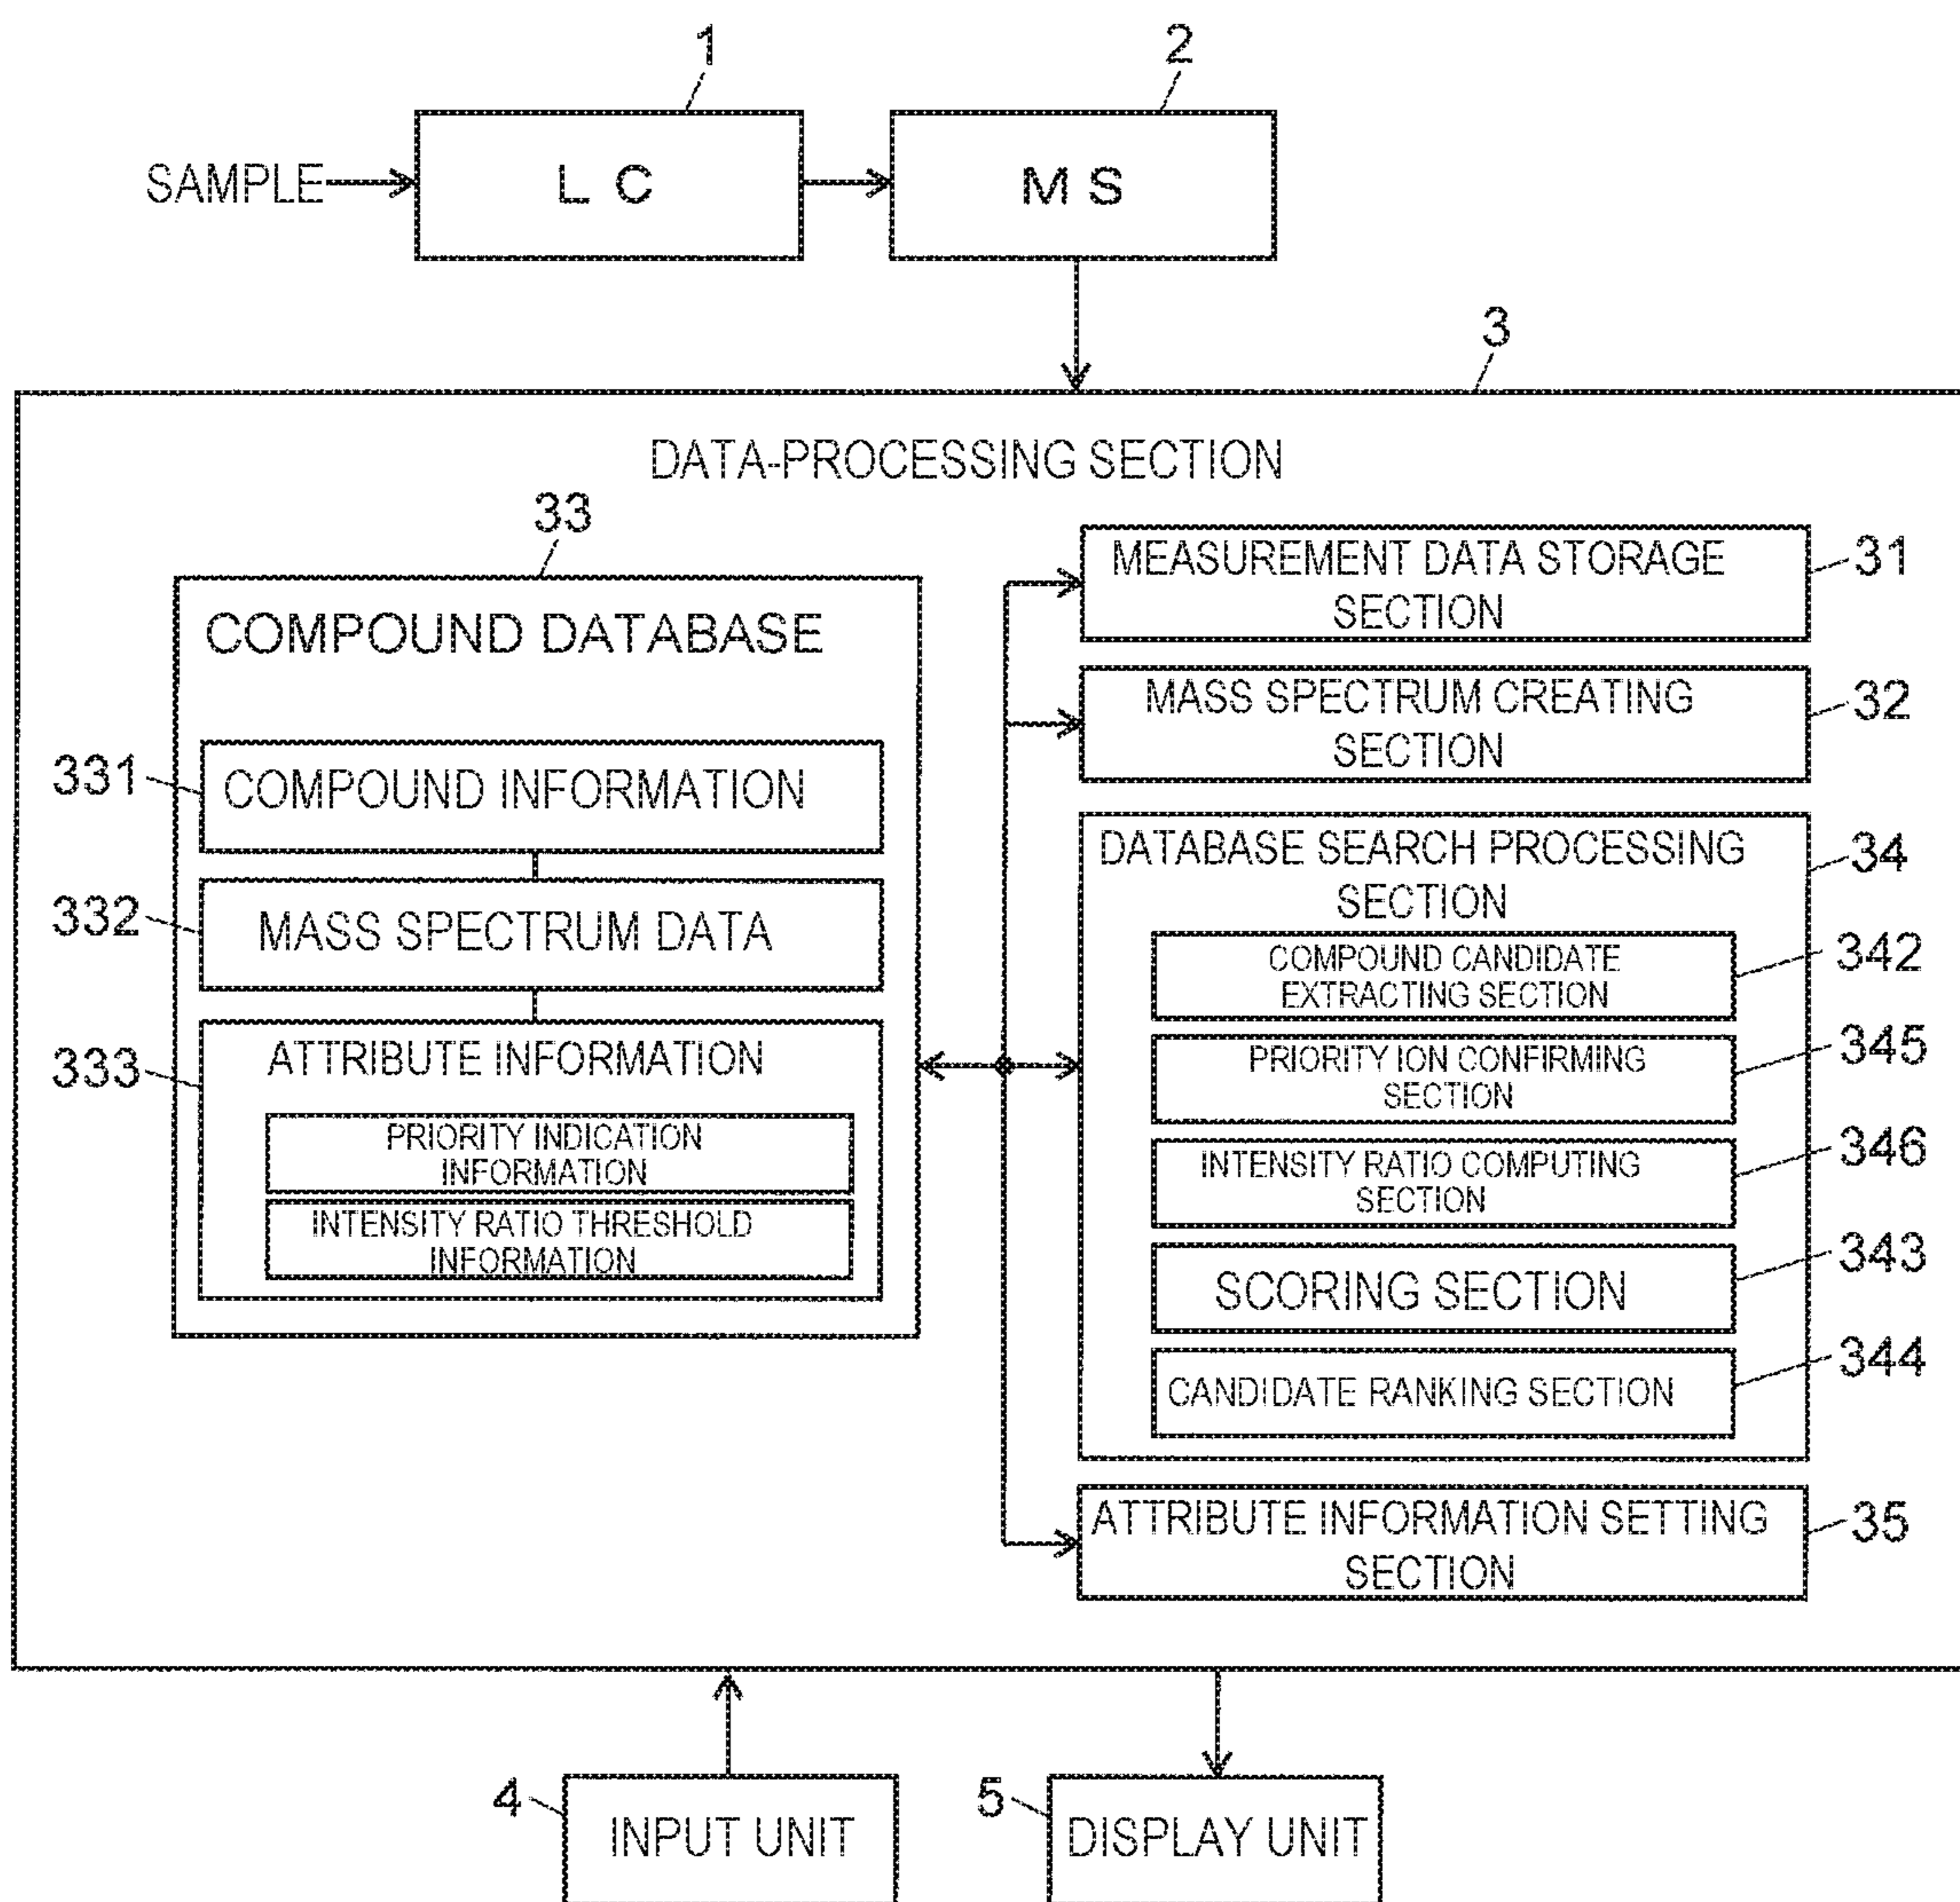 1
2
SAMPLE
L C
M S
3
DATA-PROCESSING SECTION
33
COMPOUND DATABASE
331
COMPOUND INFORMATION
332
MASS SPECTRUM DATA
333
ATTRIBUTE INFORMATION
PRIORITY INDICATION
INFORMATION
INTENSITY RATIO THRESHOLD
INFORMATION
MEASUREMENT DATA STORAGE
SECTION
31
MASS SPECTRUM CREATING
SECTION
32
DATABASE SEARCH PROCESSING
SECTION
34
COMPOUND CANDIDATE
EXTRACTING SECTION
342
PRIORITY ION CONFIRMING
SECTION
345
INTENSITY RATIO COMPUTING
SECTION
346
SCORING SECTION
343
CANDIDATE RANKING SECTION
344
ATTRIBUTE INFORMATION SETTING
SECTION
35
4
INPUT UNIT
5
DISPLAY UNIT